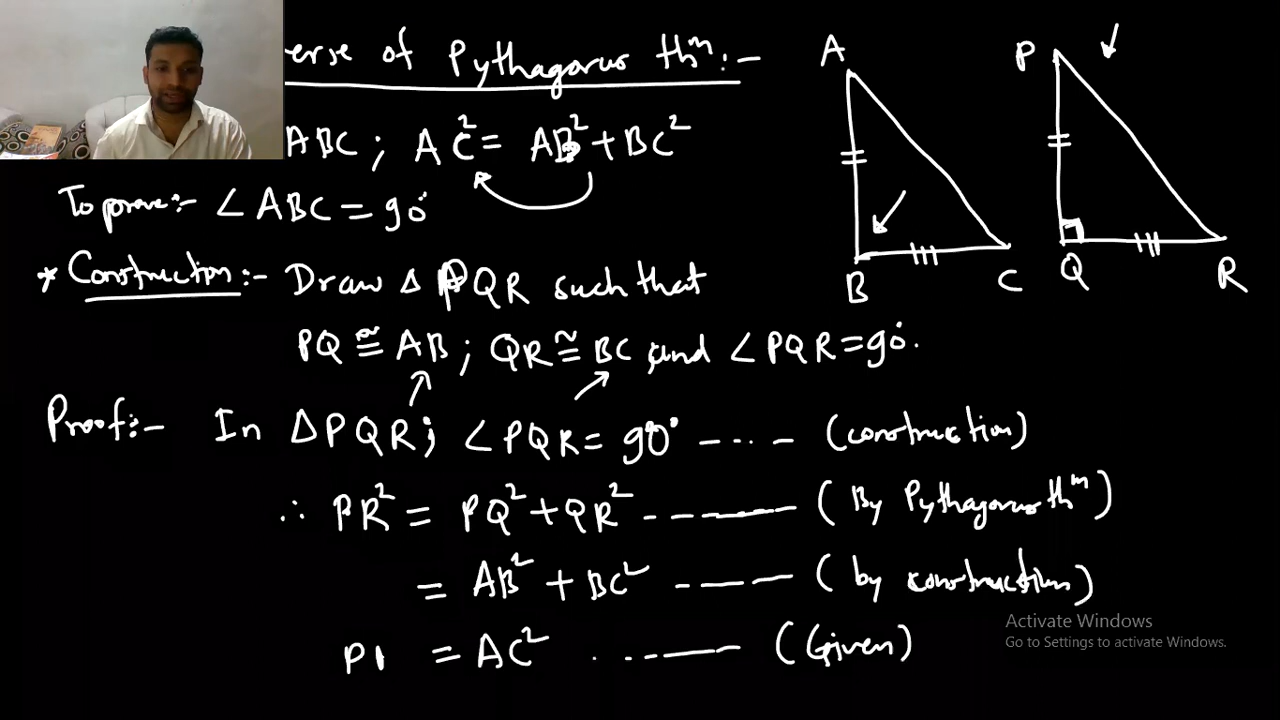 erse of Pythagorus thᵐ:-
ABC; AC² = AB² + BC²
To prove:- ∠ABC = 90°
* Construction:- Draw Δ PQR such that
PQ ≅ AB; QR ≅ BC and ∠PQR = 90°.
Proof:- In ΔPQR; ∠PQR = 90° ----- (construction)
∴ PR² = PQ² + QR² ------- (By Pythagorus thᵐ)
= AB² + BC² ------ (by construction)
PI = AC² ..------ (Given)
A
B
C
P
Q
R
Activate Windows
Go to Settings to activate Windows.